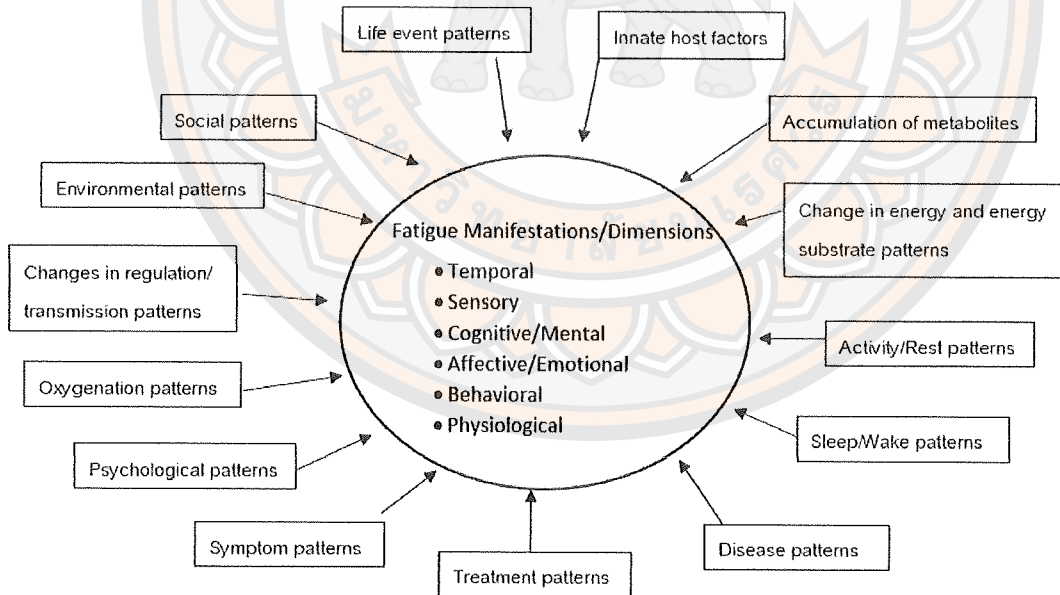 Life event patterns
Innate host factors
Social patterns
Accumulation of metabolites
Environmental patterns
Change in energy and energy
substrate patterns
Fatigue Manifestations/Dimensions
• Temporal
• Sensory
• Cognitive/Mental
• Affective/Emotional
• Behavioral
• Physiological
Changes in regulation/
transmission patterns
Activity/Rest patterns
Oxygenation patterns
Sleep/Wake patterns
Psychological patterns
Symptom patterns
Disease patterns
Treatment patterns